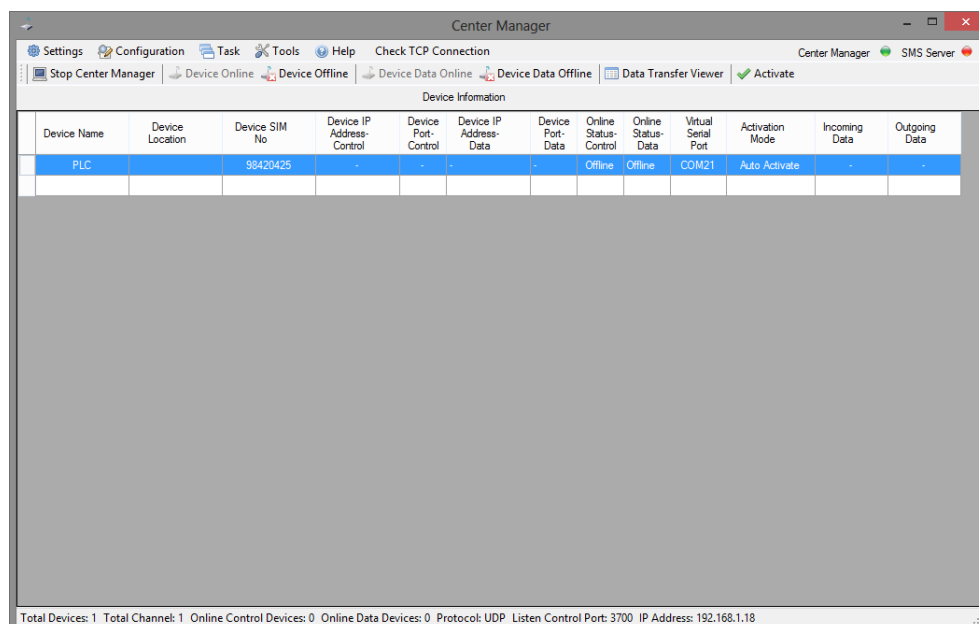 Center Manager
Settings Configuration Task Tools Help Check TCP Connection Center Manager SMS Server
Stop Center Manager Device Online Device Offline Device Data Online Device Data Offline Data Transfer Viewer Activate
Device Information
Device Name Device Location Device SIM No Device IP Address-Control Device Port-Control Device IP Address-Data Device Port-Data Online Status-Control Online Status-Data Virtual Serial Port Activation Mode Incoming Data Outgoing Data
PLC 98420425 - - - - Offline Offline COM21 Auto Activate - -
Total Devices: 1 Total Channel: 1 Online Control Devices: 0 Online Data Devices: 0 Protocol: UDP Listen Control Port: 3700 IP Address: 192.168.1.18